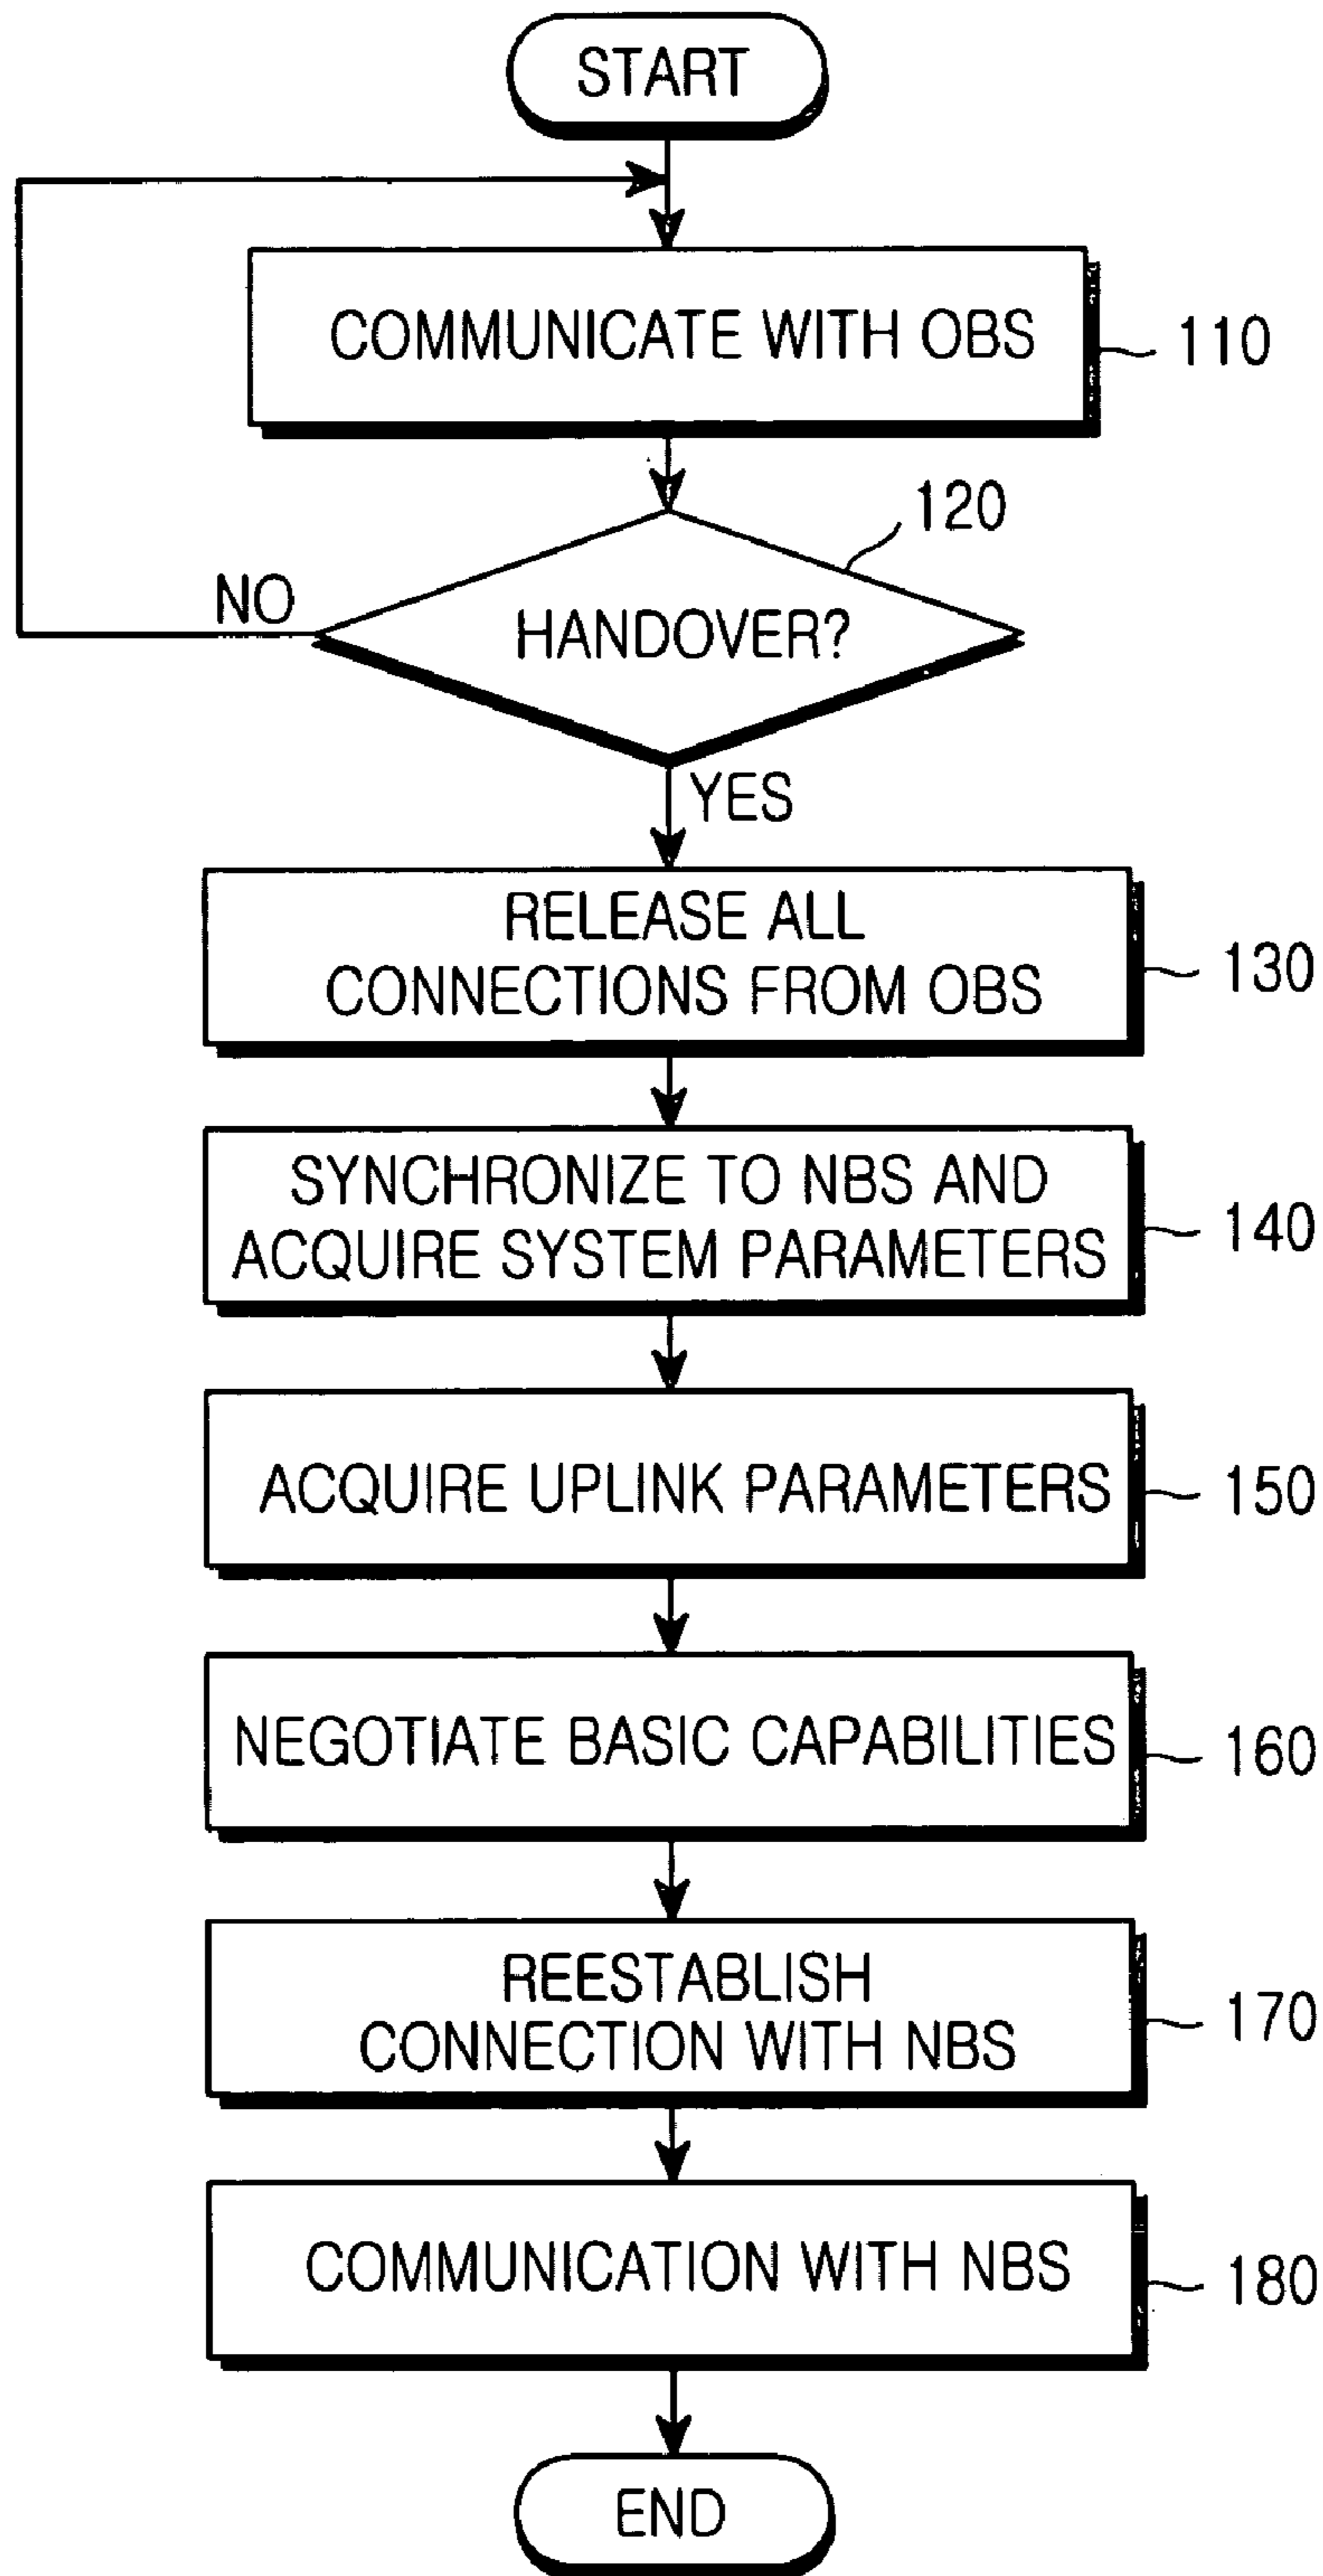 START
COMMUNICATE WITH OBS
110
120
HANDOVER?
NO
YES
RELEASE ALL
CONNECTIONS FROM OBS
130
SYNCHRONIZE TO NBS AND
ACQUIRE SYSTEM PARAMETERS
140
ACQUIRE UPLINK PARAMETERS
150
NEGOTIATE BASIC CAPABILITIES
160
REESTABLISH
CONNECTION WITH NBS
170
COMMUNICATION WITH NBS
180
END